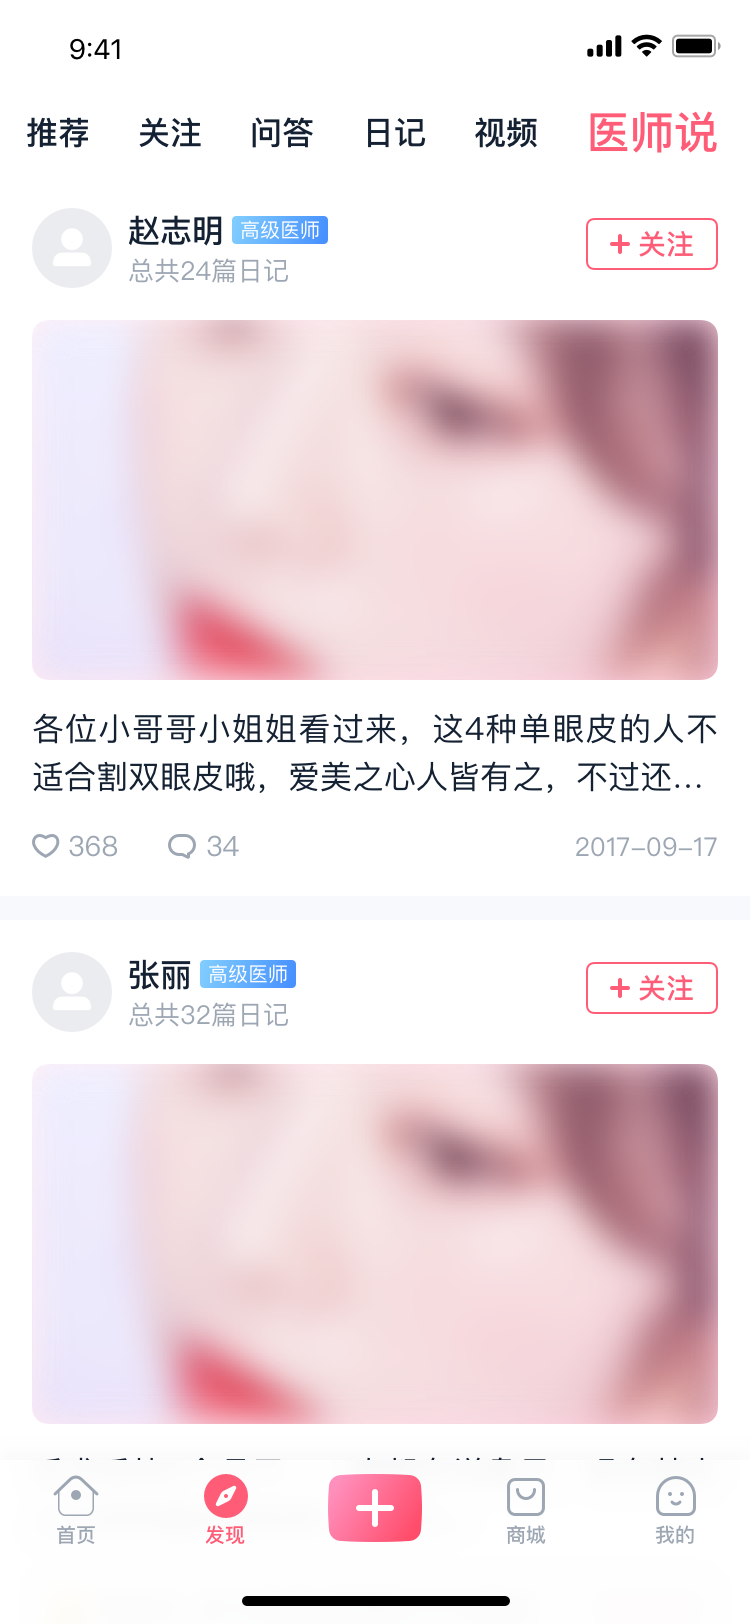 9:41
推荐 关注 问答 日记 视频 医师说
赵志明 高级医师
总共24篇日记
+ 关注
各位小哥哥小姐姐看过来，这4种单眼皮的人不
适合割双眼皮哦，爱美之心人皆有之，不过还...
368 34 2017-09-17
张丽 高级医师
总共32篇日记
+ 关注
首页 发现 商城 我的